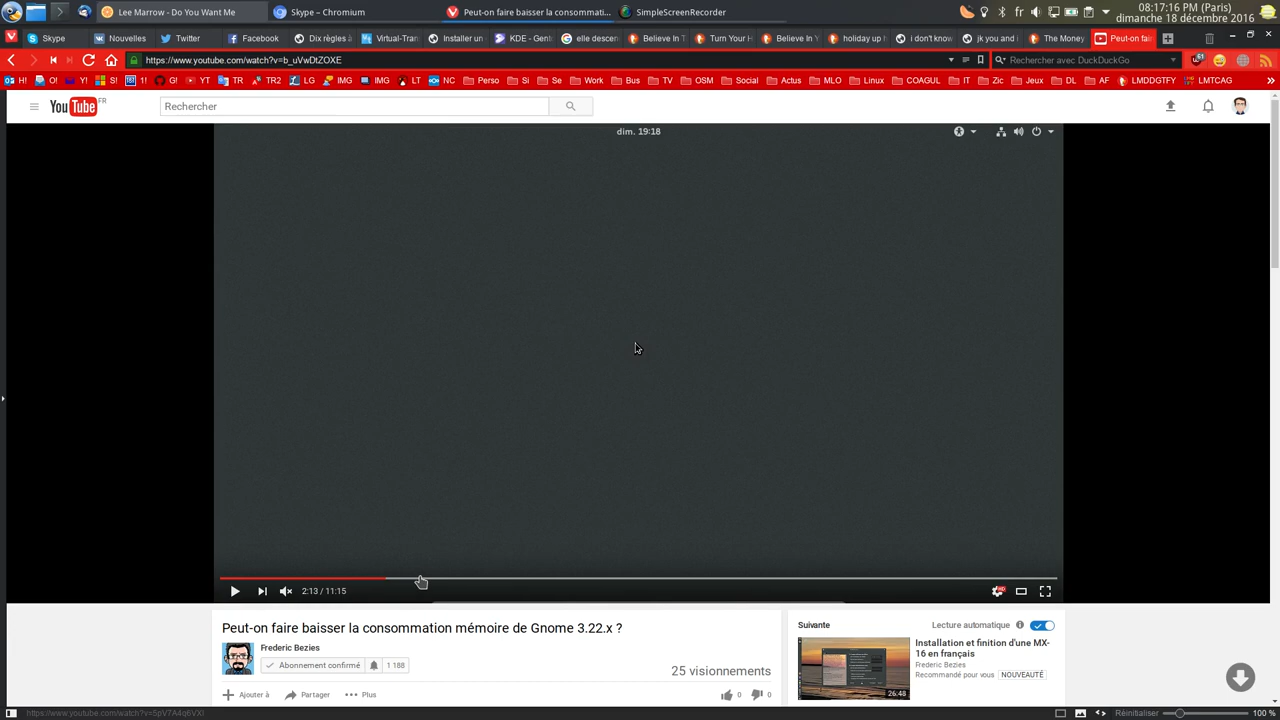 Lee Marrow - Do You Want Me
Skype – Chromium
Peut-on faire baisser la consommati...
SimpleScreenRecorder
fr
08:17:16 PM (Paris)
dimanche 18 décembre 2016
Skype
Nouvelles
Twitter
Facebook
Dix règles à
Virtual-Tran
Installer un
KDE - Gent
elle descen
Believe In T
Turn Your H
Believe In Y
holiday up h
i don't know
jk you and i
The Money
Peut-on fai
https://www.youtube.com/watch?v=b_uVwDtZOXE
Rechercher avec DuckDuckGo
H!
O!
Y!
S!
1!
G!
YT
TR
TR2
LG
IMG
IMG
LT
NC
Perso
Si
Se
Work
Bus
TV
OSM
Social
Actus
MLO
Linux
COAGUL
IT
Zic
Jeux
DL
AF
LMDDGTFY
LMTCAG
YouTube FR
Rechercher
dim. 19:18
2:13 / 11:15
Peut-on faire baisser la consommation mémoire de Gnome 3.22.x ?
Frederic Bezies
Abonnement confirmé
1 188
25 visionnements
Ajouter à
Partager
Plus
0
0
Suivante
Lecture automatique
Installation et finition d'une MX-
16 en français
Frederic Bezies
Recommandé pour vous
NOUVEAUTÉ
26:48
Réinitialiser
100 %